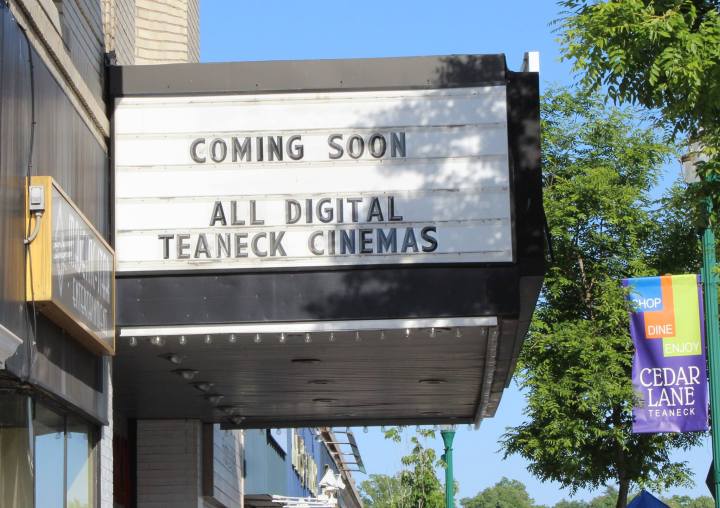 COMING SOON
ALL DIGITAL
TEANECK CINEMAS
SHOP
DINE
ENJOY
CEDAR
LANE
TEANECK